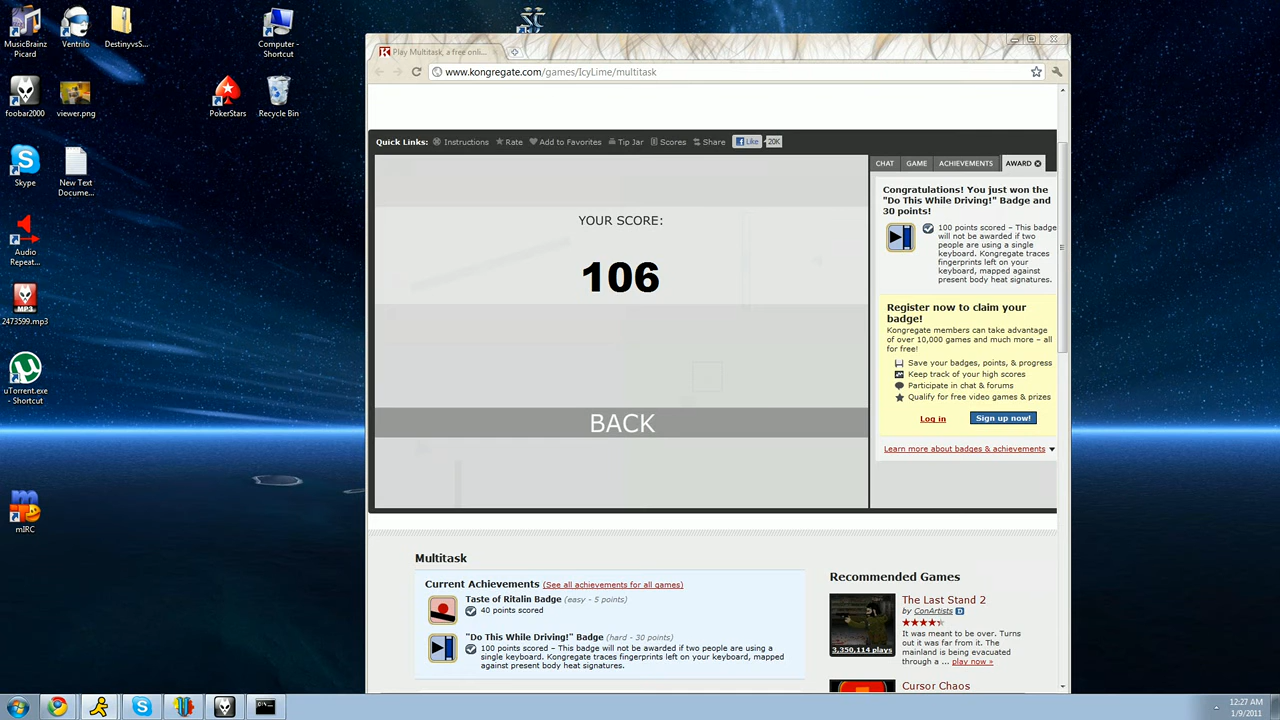 MusicBrainz
Picard
Ventrilo
DestinyvsS...
Computer -
Shortcut
foobar2000
viewer.png
PokerStars
Recycle Bin
Skype
New Text
Docume...
Audio
Repeat...
MP3
2473599.mp3
uTorrent.exe
- Shortcut
mIRC
Play Multitask, a free onli...
www.kongregate.com/games/IcyLime/multitask
Quick Links: Instructions Rate Add to Favorites Tip Jar Scores Share Like 20K
YOUR SCORE:
106
BACK
CHAT GAME ACHIEVEMENTS AWARD
Congratulations! You just won the
"Do This While Driving!" Badge and
30 points!
100 points scored – This badge
will not be awarded if two
people are using a single
keyboard. Kongregate traces
fingerprints left on your
keyboard, mapped against
present body heat signatures.
Register now to claim your
badge!
Kongregate members can take advantage
of over 10,000 games and much more – all
for free!
Save your badges, points, & progress
Keep track of your high scores
Participate in chat & forums
Qualify for free video games & prizes
Log in Sign up now!
Learn more about badges & achievements
Multitask
Current Achievements (See all achievements for all games)
Taste of Ritalin Badge (easy - 5 points)
40 points scored
"Do This While Driving!" Badge (hard - 30 points)
100 points scored – This badge will not be awarded if two people are using a
single keyboard. Kongregate traces fingerprints left on your keyboard, mapped
against present body heat signatures.
Recommended Games
The Last Stand 2
by ConArtists D
It was meant to be over. Turns
out it was far from it. The
mainland is being evacuated
through a ... play now »
3,350,114 plays
Cursor Chaos
12:27 AM
1/9/2011